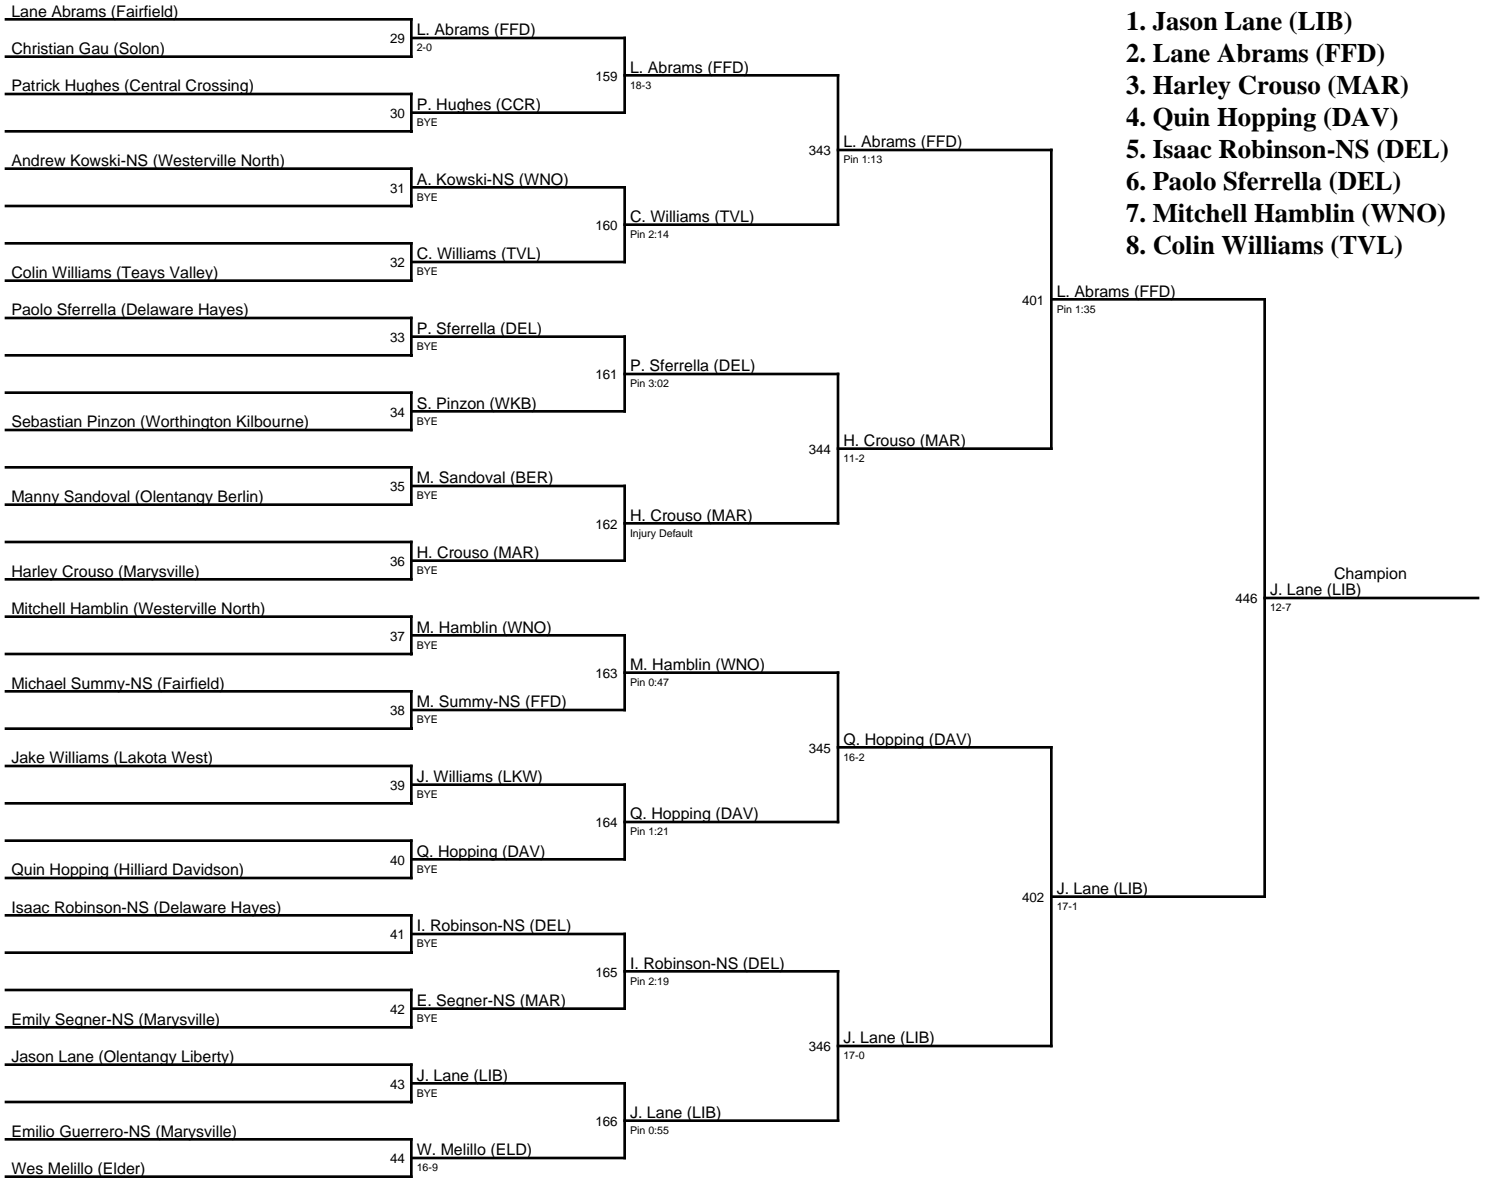 Lane Abrams (Fairfield)
29
L. Abrams (FFD)
2-0
Christian Gau (Solon)
159
L. Abrams (FFD)
18-3
Patrick Hughes (Central Crossing)
30
P. Hughes (CCR)
BYE
343
L. Abrams (FFD)
Pin 1:13
Andrew Kowski-NS (Westerville North)
31
A. Kowski-NS (WNO)
BYE
160
C. Williams (TVL)
Pin 2:14
32
C. Williams (TVL)
BYE
Colin Williams (Teays Valley)
401
L. Abrams (FFD)
Pin 1:35
Paolo Sferrella (Delaware Hayes)
33
P. Sferrella (DEL)
BYE
161
P. Sferrella (DEL)
Pin 3:02
34
S. Pinzon (WKB)
BYE
Sebastian Pinzon (Worthington Kilbourne)
344
H. Crouso (MAR)
11-2
35
M. Sandoval (BER)
BYE
Manny Sandoval (Olentangy Berlin)
162
H. Crouso (MAR)
Injury Default
36
H. Crouso (MAR)
BYE
Harley Crouso (Marysville)
446
Champion
J. Lane (LIB)
12-7
Mitchell Hamblin (Westerville North)
37
M. Hamblin (WNO)
BYE
163
M. Hamblin (WNO)
Pin 0:47
Michael Summy-NS (Fairfield)
38
M. Summy-NS (FFD)
BYE
345
Q. Hopping (DAV)
16-2
Jake Williams (Lakota West)
39
J. Williams (LKW)
BYE
164
Q. Hopping (DAV)
Pin 1:21
40
Q. Hopping (DAV)
BYE
Quin Hopping (Hilliard Davidson)
402
J. Lane (LIB)
17-1
Isaac Robinson-NS (Delaware Hayes)
41
I. Robinson-NS (DEL)
BYE
165
I. Robinson-NS (DEL)
Pin 2:19
42
E. Segner-NS (MAR)
BYE
Emily Segner-NS (Marysville)
346
J. Lane (LIB)
17-0
Jason Lane (Olentangy Liberty)
43
J. Lane (LIB)
BYE
166
J. Lane (LIB)
Pin 0:55
Emilio Guerrero-NS (Marysville)
44
W. Melillo (ELD)
16-9
Wes Melillo (Elder)
1. Jason Lane (LIB)
2. Lane Abrams (FFD)
3. Harley Crouso (MAR)
4. Quin Hopping (DAV)
5. Isaac Robinson-NS (DEL)
6. Paolo Sferrella (DEL)
7. Mitchell Hamblin (WNO)
8. Colin Williams (TVL)